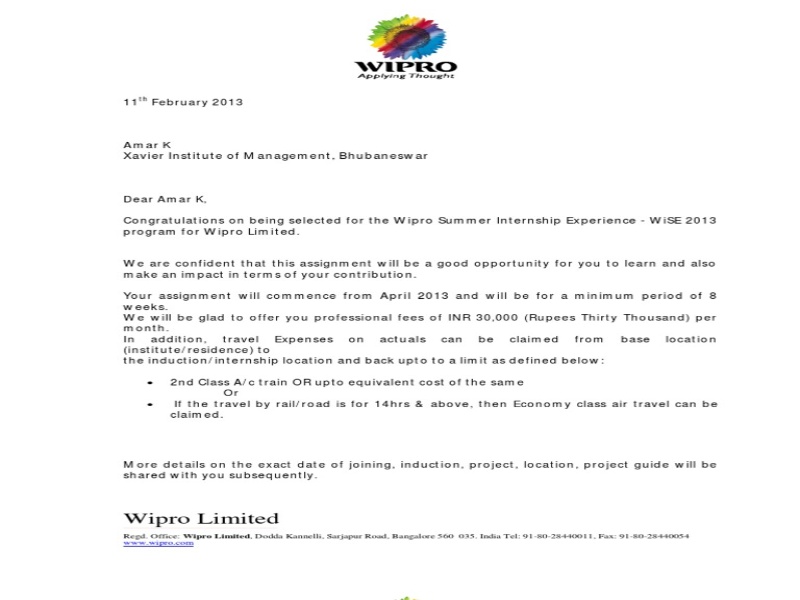 WIPRO
Applying Thought
11th February 2013
Amar K
Xavier Institute of Management, Bhubaneswar
Dear Amar K,
Congratulations on being selected for the Wipro Summer Internship Experience - WiSE 2013
program for Wipro Limited.
We are confident that this assignment will be a good opportunity for you to learn and also
make an impact in terms of your contribution.
Your assignment will commence from April 2013 and will be for a minimum period of 8
weeks.
We will be glad to offer you professional fees of INR 30,000 (Rupees Thirty Thousand) per
month.
In addition, travel Expenses on actuals can be claimed from base location
(institute/residence) to
the induction/internship location and back upto to a limit as defined below:
• 2nd Class A/c train OR upto equivalent cost of the same
Or
• If the travel by rail/road is for 14hrs & above, then Economy class air travel can be
claimed.
More details on the exact date of joining, induction, project, location, project guide will be
shared with you subsequently.
Wipro Limited
Regd. Office: Wipro Limited, Dodda Kannelli, Sarjapur Road, Bangalore 560 035. India Tel: 91-80-28440011, Fax: 91-80-28440054
www.wipro.com